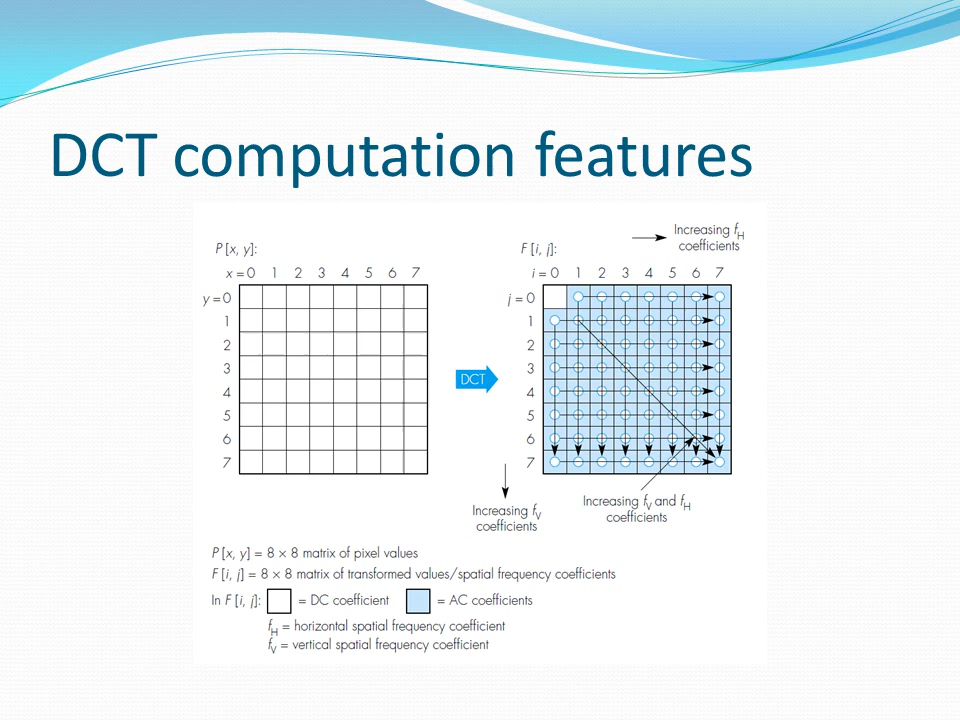 DCT computation features
Increasing fH
coefficients
P [x, y]:
F [i, j]:
x = 0 1 2 3 4 5 6 7
i = 0 1 2 3 4 5 6 7
y = 0
1
2
3
4
5
6
7
DCT
j = 0
1
2
3
4
5
6
7
Increasing fV
coefficients
Increasing fV and fH
coefficients
P [x, y] = 8 × 8 matrix of pixel values
F [i, j] = 8 × 8 matrix of transformed values/spatial frequency coefficients
In F [i, j]: = DC coefficient = AC coefficients
fH = horizontal spatial frequency coefficient
fV = vertical spatial frequency coefficient